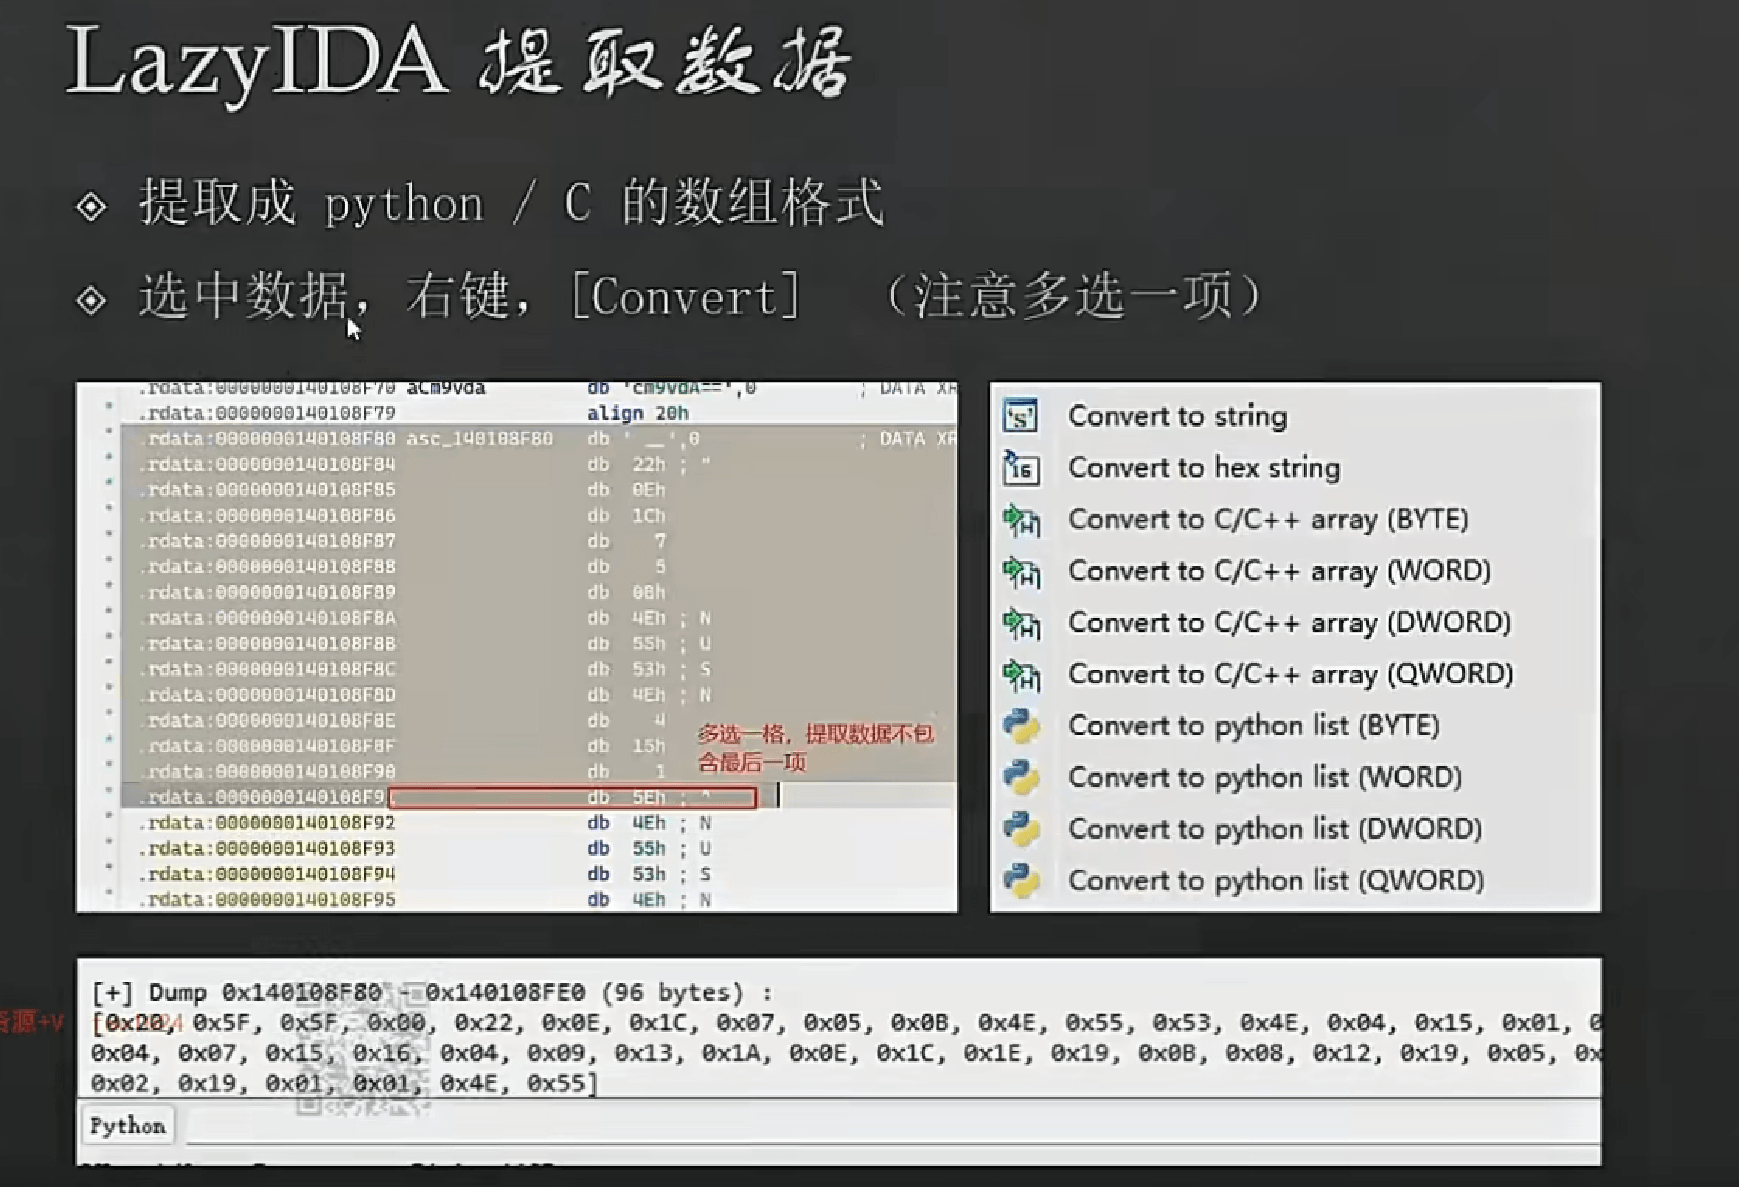 LazyIDA 提取数据
提取成 python / C 的数组格式
选中数据，右键，[Convert] （注意多选一项）
.rdata:0000000140108F70 aCm9vda db 'cm9vdA==',0 ; DATA XR
.rdata:0000000140108F79 align 20h
.rdata:0000000140108F80 asc_140108F80 db ' __',0 ; DATA XR
.rdata:0000000140108F84 db 22h ; "
.rdata:0000000140108F85 db 0Eh
.rdata:0000000140108F86 db 1Ch
.rdata:0000000140108F87 db 7
.rdata:0000000140108F88 db 5
.rdata:0000000140108F89 db 0Bh
.rdata:0000000140108F8A db 4Eh ; N
.rdata:0000000140108F8B db 55h ; U
.rdata:0000000140108F8C db 53h ; S
.rdata:0000000140108F8D db 4Eh ; N
.rdata:0000000140108F8E db 4
.rdata:0000000140108F8F db 15h
.rdata:0000000140108F90 db 1
多选一格，提取数据不包
含最后一项
.rdata:0000000140108F9 db 5Eh ; ^
.rdata:0000000140108F92 db 4Eh ; N
.rdata:0000000140108F93 db 55h ; U
.rdata:0000000140108F94 db 53h ; S
.rdata:0000000140108F95 db 4Eh ; N
's' Convert to string
16 Convert to hex string
Convert to C/C++ array (BYTE)
Convert to C/C++ array (WORD)
Convert to C/C++ array (DWORD)
Convert to C/C++ array (QWORD)
Convert to python list (BYTE)
Convert to python list (WORD)
Convert to python list (DWORD)
Convert to python list (QWORD)
[+] Dump 0x140108F80 - 0x140108FE0 (96 bytes) :
[0x20, 0x5F, 0x5F, 0x00, 0x22, 0x0E, 0x1C, 0x07, 0x05, 0x0B, 0x4E, 0x55, 0x53, 0x4E, 0x04, 0x15, 0x01, 0
0x04, 0x07, 0x15, 0x16, 0x04, 0x09, 0x13, 0x1A, 0x0E, 0x1C, 0x1E, 0x19, 0x0B, 0x08, 0x12, 0x19, 0x05, 0x
0x02, 0x19, 0x01, 0x01, 0x4E, 0x55]
资源+V
Python